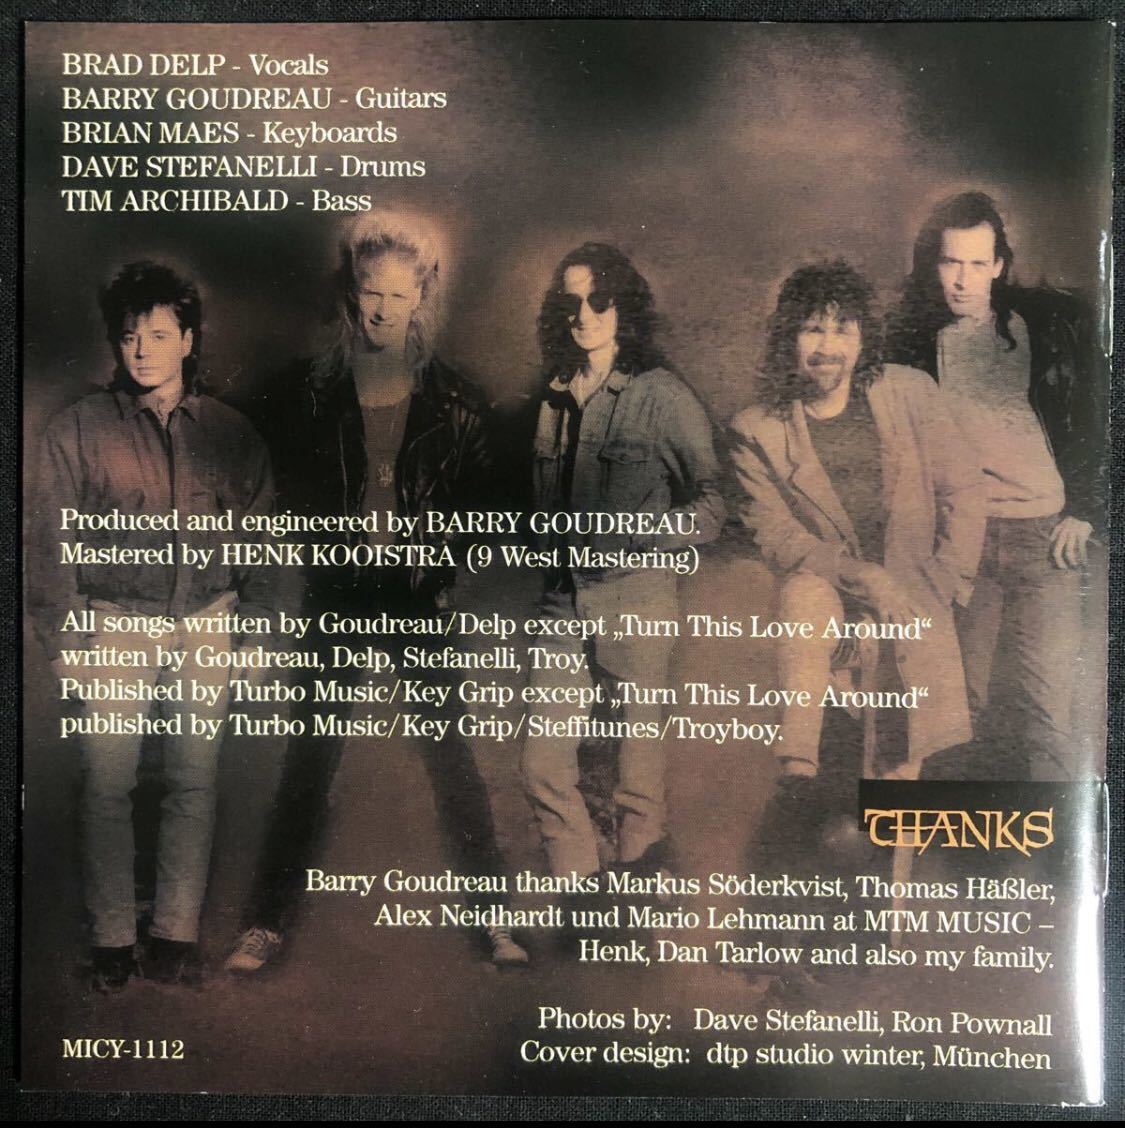 BRAD DELP - Vocals
BARRY GOUDREAU - Guitars
BRIAN MAES - Keyboards
DAVE STEFANELLI - Drums
TIM ARCHIBALD - Bass
Produced and engineered by BARRY GOUDREAU.
Mastered by HENK KOOISTRA (9 West Mastering)
All songs written by Goudreau/Delp except „Turn This Love Around“
written by Goudreau, Delp, Stefanelli, Troy.
Published by Turbo Music/Key Grip except „Turn This Love Around“
published by Turbo Music/Key Grip/Steffitunes/Troyboy.
THANKS
Barry Goudreau thanks Markus Söderkvist, Thomas Häßler,
Alex Neidhardt und Mario Lehmann at MTM MUSIC –
Henk, Dan Tarlow and also my family.
Photos by: Dave Stefanelli, Ron Pownall
Cover design: dtp studio winter, München
MICY-1112